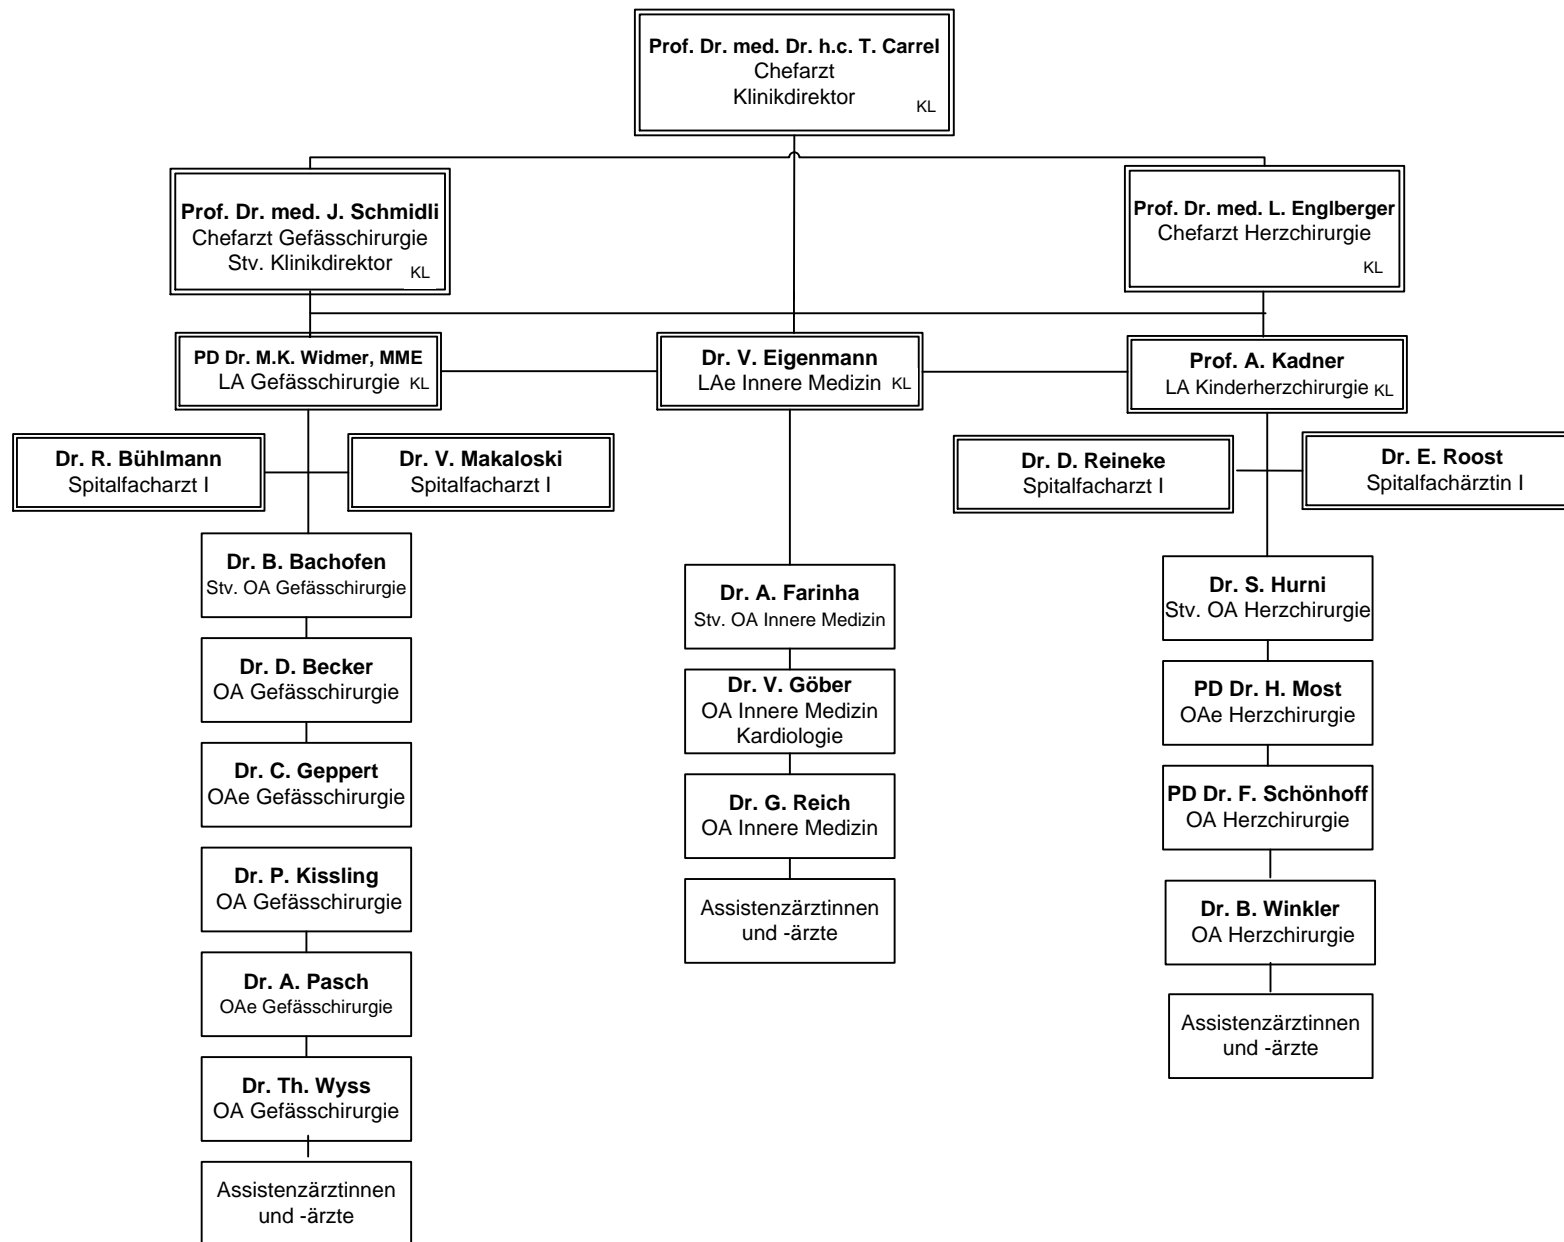 Prof. Dr. med. Dr. h.c. T. Carrel
Chefarzt
Klinikdirektor
KL
Prof. Dr. med. J. Schmidli
Chefarzt Gefässchirurgie
Stv. Klinikdirektor
KL
Prof. Dr. med. L. Englberger
Chefarzt Herzchirurgie
KL
PD Dr. M.K. Widmer, MME
LA Gefässchirurgie KL
Dr. V. Eigenmann
LAe Innere Medizin KL
Prof. A. Kadner
LA Kinderherzchirurgie KL
Dr. R. Bühlmann
Spitalfacharzt I
Dr. V. Makaloski
Spitalfacharzt I
Dr. D. Reineke
Spitalfacharzt I
Dr. E. Roost
Spitalfachärztin I
Dr. B. Bachofen
Stv. OA Gefässchirurgie
Dr. D. Becker
OA Gefässchirurgie
Dr. C. Geppert
OAe Gefässchirurgie
Dr. P. Kissling
OA Gefässchirurgie
Dr. A. Pasch
OAe Gefässchirurgie
Dr. Th. Wyss
OA Gefässchirurgie
Assistenzärztinnen
und -ärzte
Dr. A. Farinha
Stv. OA Innere Medizin
Dr. V. Göber
OA Innere Medizin
Kardiologie
Dr. G. Reich
OA Innere Medizin
Assistenzärztinnen
und -ärzte
Dr. S. Hurni
Stv. OA Herzchirurgie
PD Dr. H. Most
OAe Herzchirurgie
PD Dr. F. Schönhoff
OA Herzchirurgie
Dr. B. Winkler
OA Herzchirurgie
Assistenzärztinnen
und -ärzte